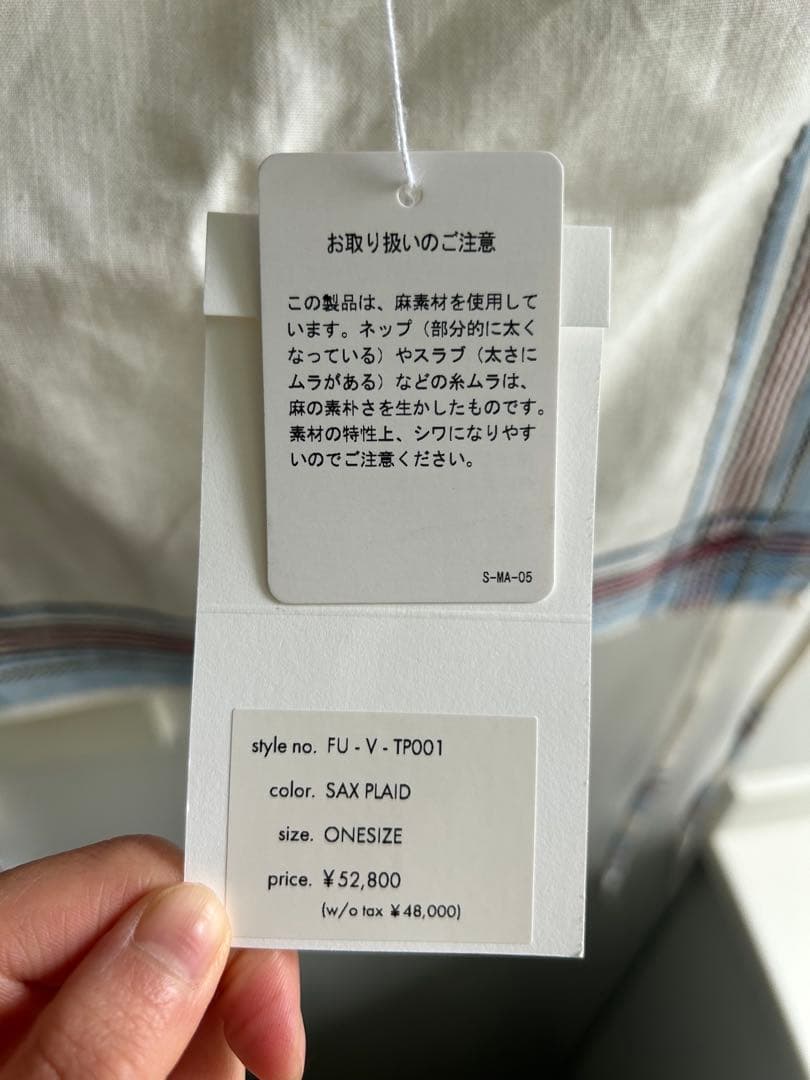 お取り扱いのご注意
この製品は、麻素材を使用して
います。ネップ（部分的に太く
なっている）やスラブ（太さに
ムラがある）などの糸ムラは、
麻の素朴さを生かしたものです。
素材の特性上、シワになりやす
いのでご注意ください。
S-MA-05
style no. FU - V - TP001
color. SAX PLAID
size. ONESIZE
price. ¥52,800
(w/o tax ¥48,000)